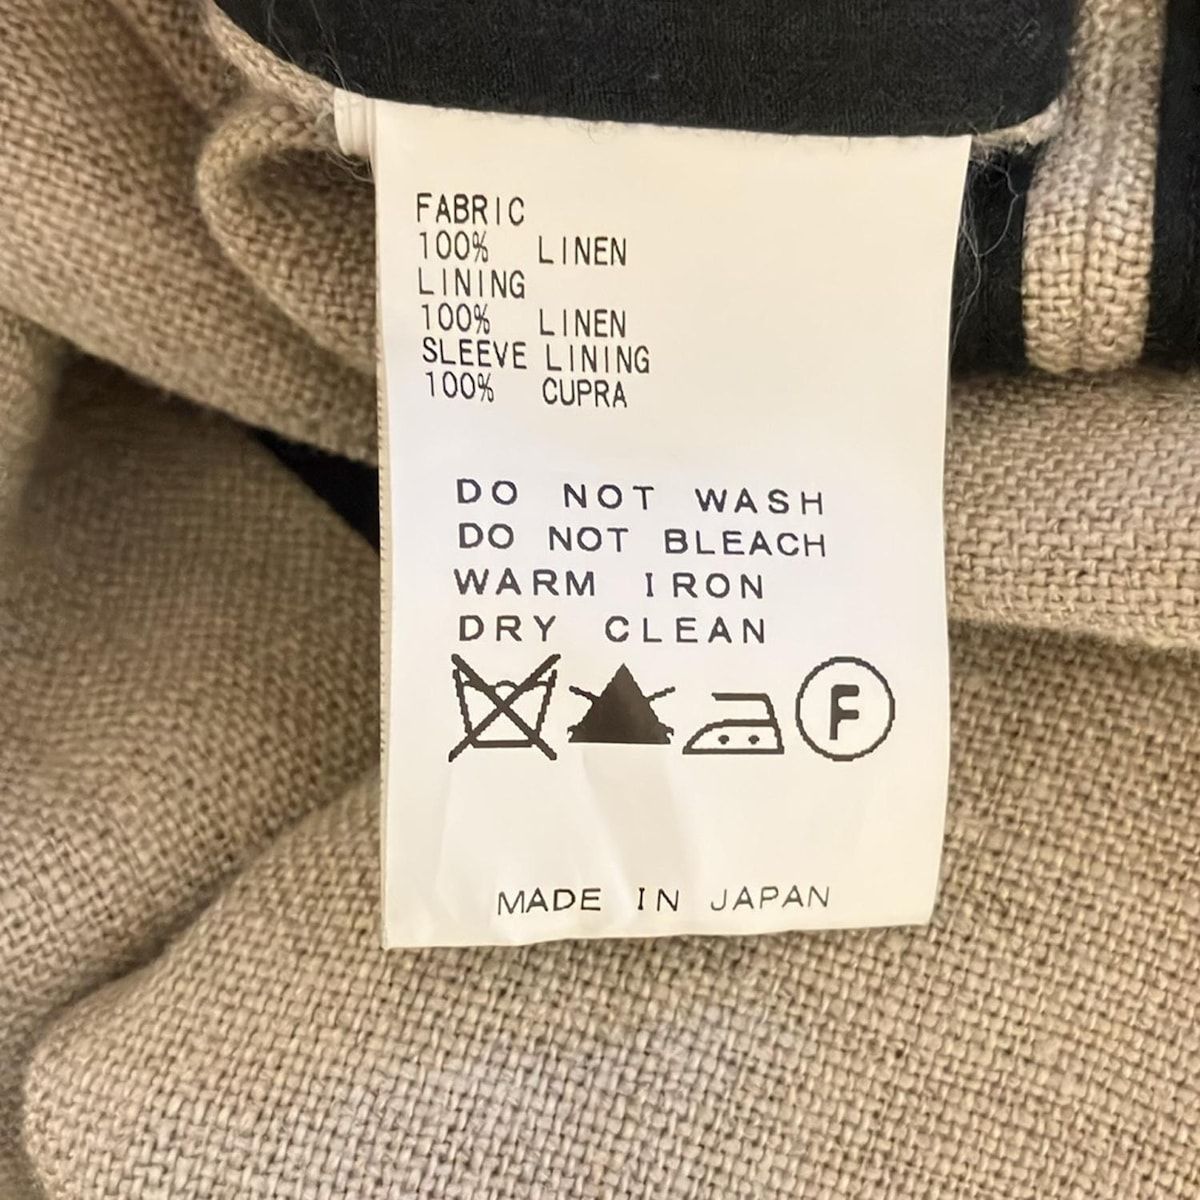 FABRIC
100% LINEN
LINING
100% LINEN
SLEEVE LINING
100% CUPRA
DO NOT WASH
DO NOT BLEACH
WARM IRON
DRY CLEAN
F
MADE IN JAPAN